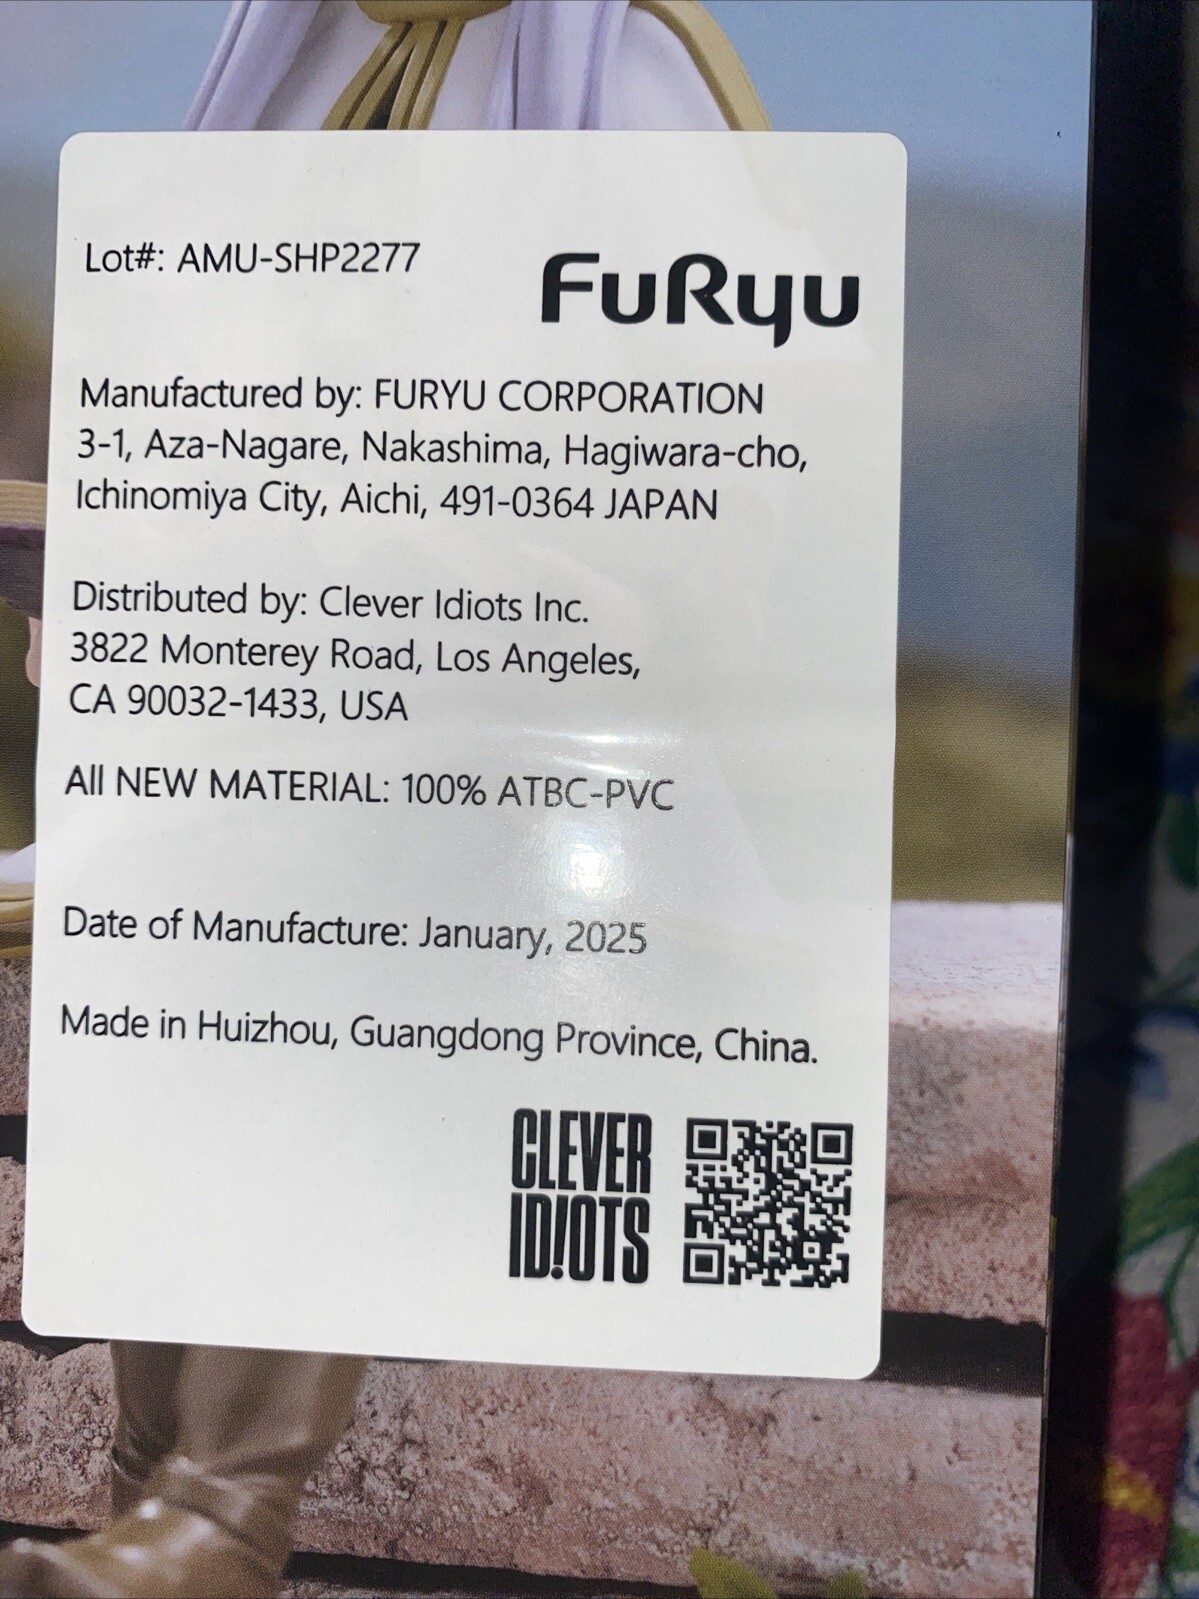 Lot#: AMU-SHP2277
FuRyu
Manufactured by: FURYU CORPORATION
3-1, Aza-Nagare, Nakashima, Hagiwara-cho,
Ichinomiya City, Aichi, 491-0364 JAPAN
Distributed by: Clever Idiots Inc.
3822 Monterey Road, Los Angeles,
CA 90032-1433, USA
All NEW MATERIAL: 100% ATBC-PVC
Date of Manufacture: January, 2025
Made in Huizhou, Guangdong Province, China.
CLEVER
ID!OTS